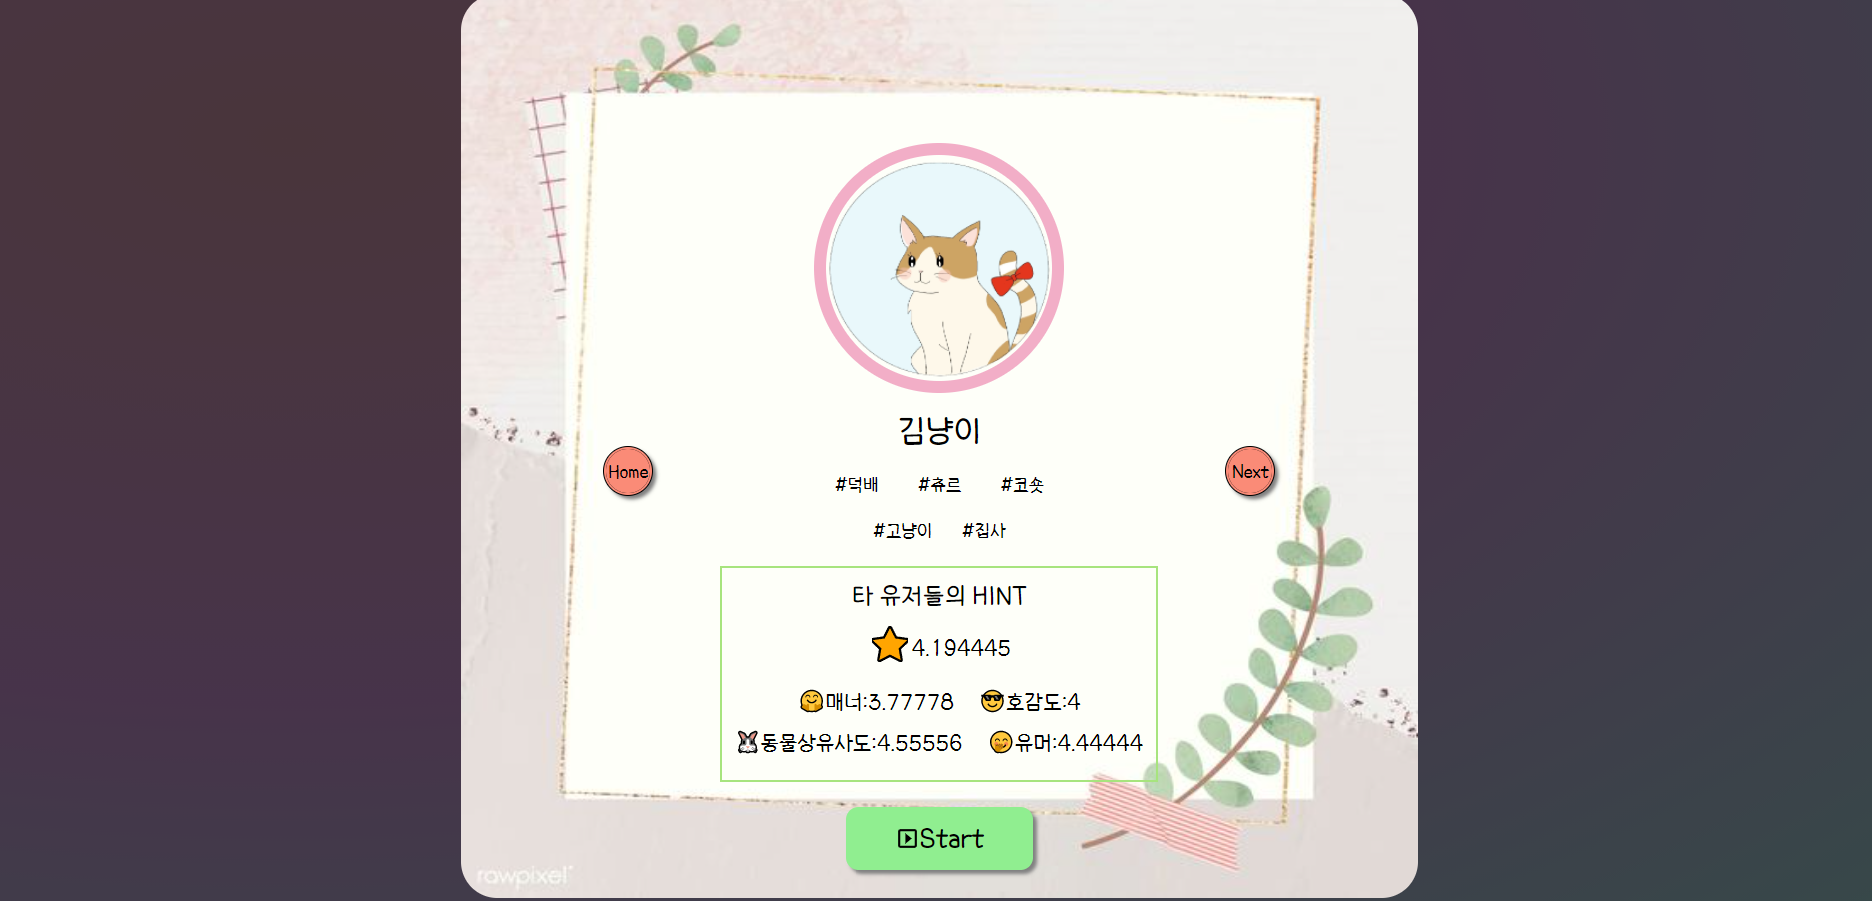 김냥이
Home
Next
#덕배 #츄르 #코숏
#고냥이 #집사
타 유저들의 HINT
4.194445
🤗매너:3.77778 😎호감도:4
🐰동물상유사도:4.55556 🤭유머:4.44444
Start
rawpixel